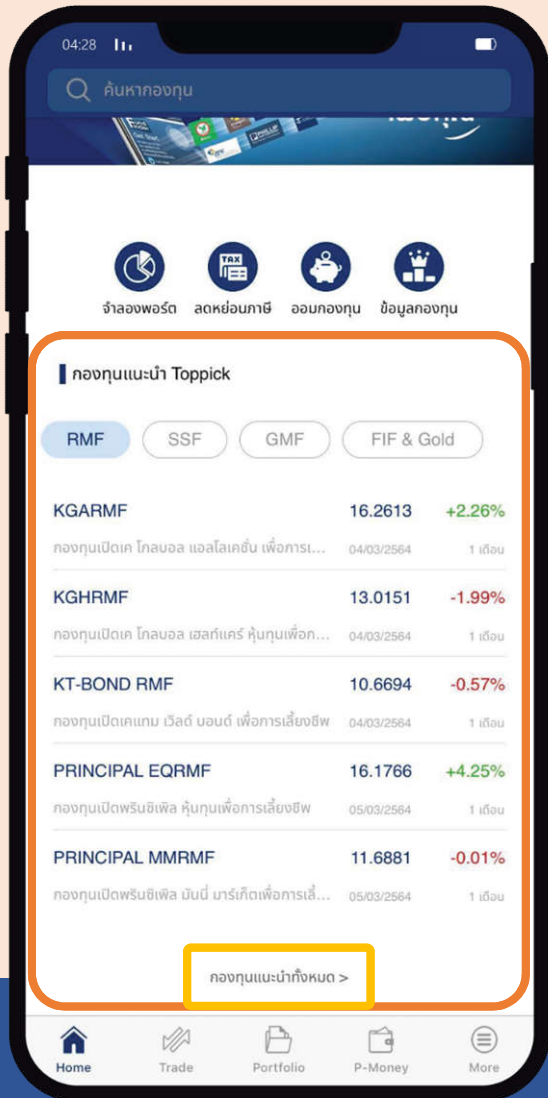 04:28
ค้นหากองทุน
PHILLIP
จำลองพอร์ต ลดหย่อนภาษี ออมกองทุน ข้อมูลกองทุน
TAX
กองทุนแนะนำ Toppick
RMF SSF GMF FIF & Gold
KGARMF 16.2613 +2.26%
กองทุนเปิดเค โกลบอล แอลโลเคชั่น เพื่อการเ... 04/03/2564 1 เดือน
KGHRMF 13.0151 -1.99%
กองทุนเปิดเค โกลบอล เฮลท์แคร์ หุ้นทุนเพื่อก... 04/03/2564 1 เดือน
KT-BOND RMF 10.6694 -0.57%
กองทุนเปิดเคแทม เวิลด์ บอนด์ เพื่อการเลี้ยงชีพ 04/03/2564 1 เดือน
PRINCIPAL EQRMF 16.1766 +4.25%
กองทุนเปิดพรินซิเพิล หุ้นทุนเพื่อการเลี้ยงชีพ 05/03/2564 1 เดือน
PRINCIPAL MMRMF 11.6881 -0.01%
กองทุนเปิดพรินซิเพิล มันนี่ มาร์เก็ตเพื่อการเลี้... 05/03/2564 1 เดือน
กองทุนแนะนำทั้งหมด >
Home Trade Portfolio P-Money More